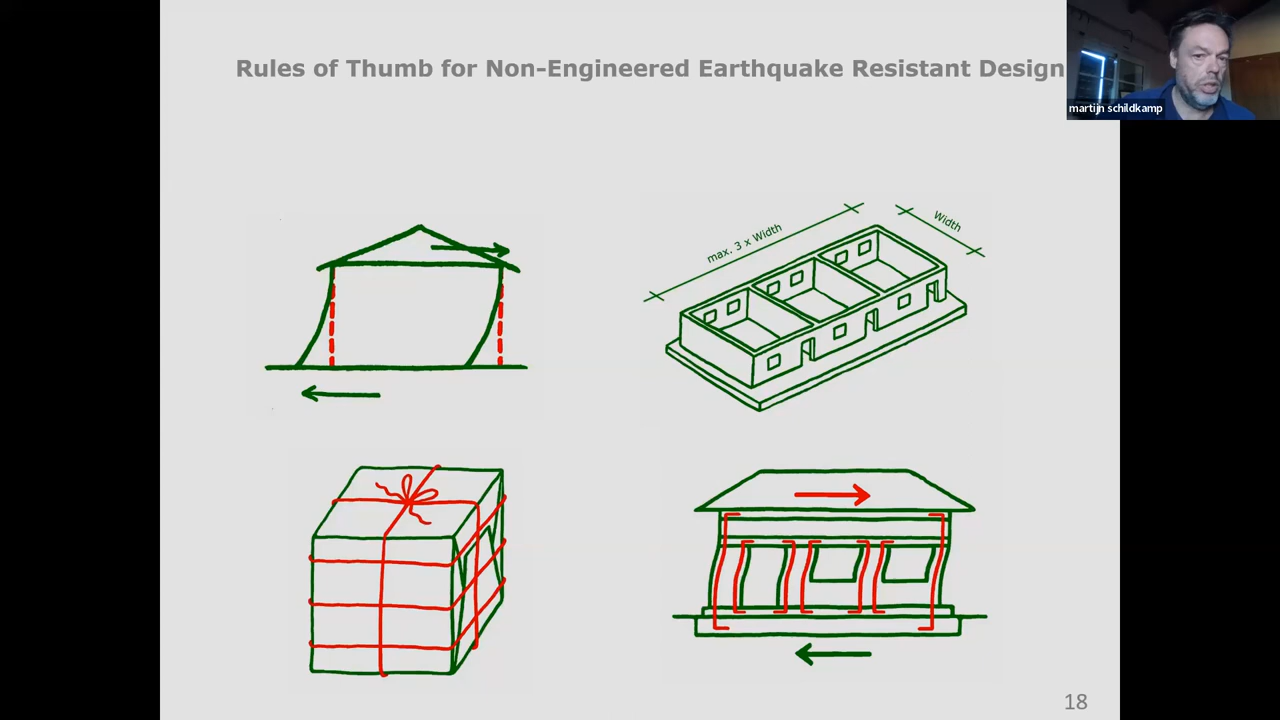 Rules of Thumb for Non-Engineered Earthquake Resistant Design
martijn schildkamp
max. 3 x Width
Width
18